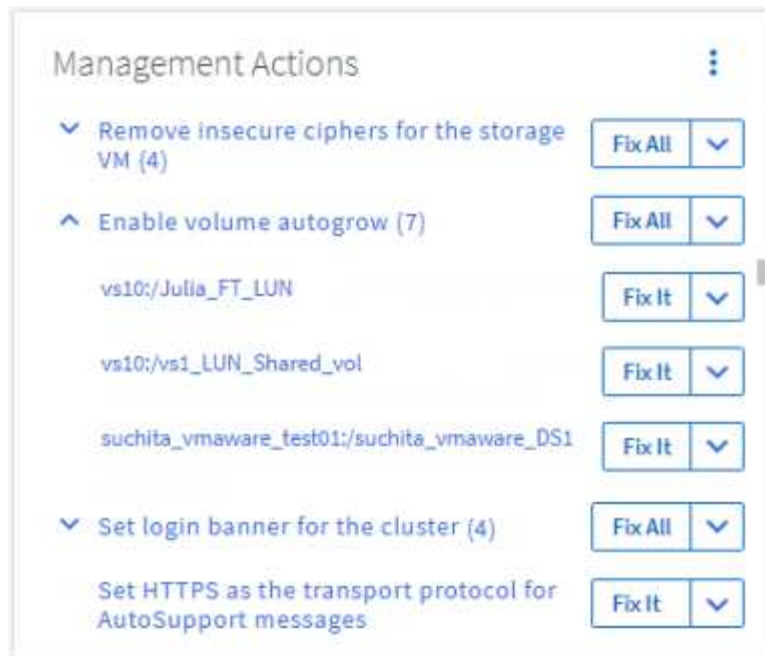 Management Actions
Remove insecure ciphers for the storage
VM (4)
Fix All
Enable volume autogrow (7)
Fix All
vs10:/Julia_FT_LUN
Fix It
vs10:/vs1_LUN_Shared_vol
Fix It
suchita_vmaware_test01:/suchita_vmaware_DS1
Fix It
Set login banner for the cluster (4)
Fix All
Set HTTPS as the transport protocol for
AutoSupport messages
Fix It